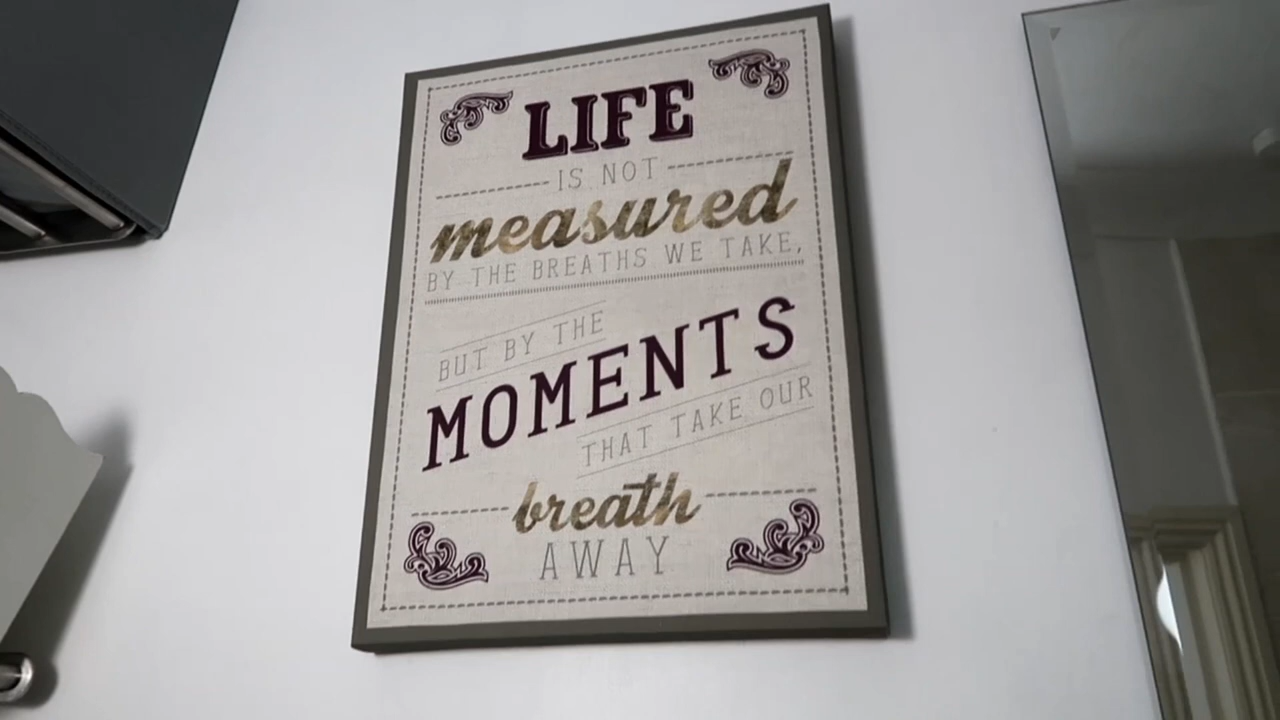 LIFE
IS NOT
measured
BY THE BREATHS WE TAKE,
BUT BY THE
MOMENTS
THAT TAKE OUR
breath
AWAY